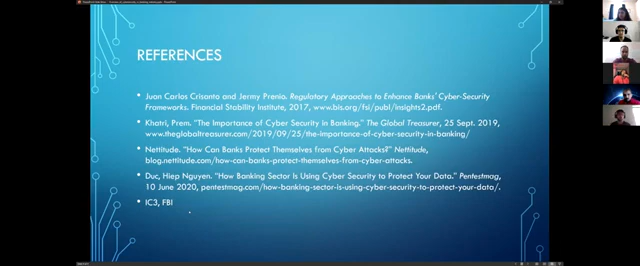 REFERENCES
• Juan Carlos Crisanto and Jermy Prenio. Regulatory Approaches to Enhance Banks' Cyber-Security
Frameworks. Financial Stability Institute, 2017, www.bis.org/fsi/publ/insights2.pdf.
• Khatri, Prem. "The Importance of Cyber Security In Banking." The Global Treasurer, 25 Sept. 2019,
www.theglobaltreasurer.com/2019/09/25/the-importance-of-cyber-security-in-banking/
• Nettitude. "How Can Banks Protect Themselves from Cyber Attacks?" Nettitude,
blog.nettitude.com/how-can-banks-protect-themselves-from-cyber-attacks.
• Duc, Hiep Nguyen. "How Banking Sector Is Using Cyber Security to Protect Your Data." Pentestmag,
10 June 2020, pentestmag.com/how-banking-sector-is-using-cyber-security-to-protect-your-data/.
• IC3, FBI